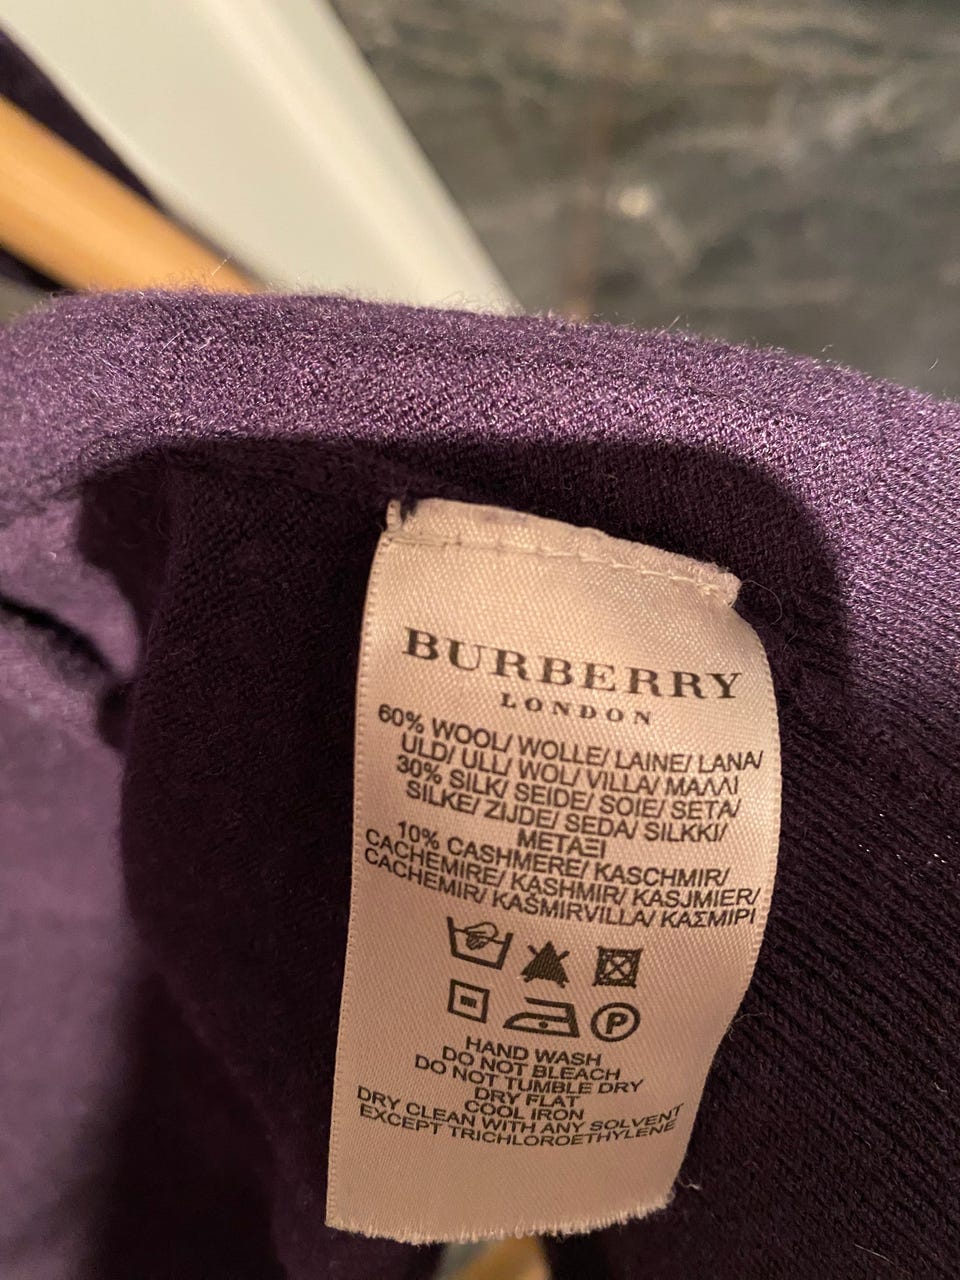 BURBERRY
LONDON
60% WOOL/ WOLLE/ LAINE/ LANA/
ULD/ ULL/ WOL/ VILLA/ ΜΑΛΛΙ
30% SILK/ SEIDE/ SOIE/ SETA/
SILKE/ ZIJDE/ SEDA/ SILKKI/
ΜΕΤΑΞΙ
10% CASHMERE/ KASCHMIR/
CACHEMIRE/ KASHMIR/ KASJMIER/
CACHEMIR/ KAŠMIRVILLA/ ΚΑΣΜΙΡΙ
P
HAND WASH
DO NOT BLEACH
DO NOT TUMBLE DRY
DRY FLAT
COOL IRON
DRY CLEAN WITH ANY SOLVENT
EXCEPT TRICHLOROETHYLENE